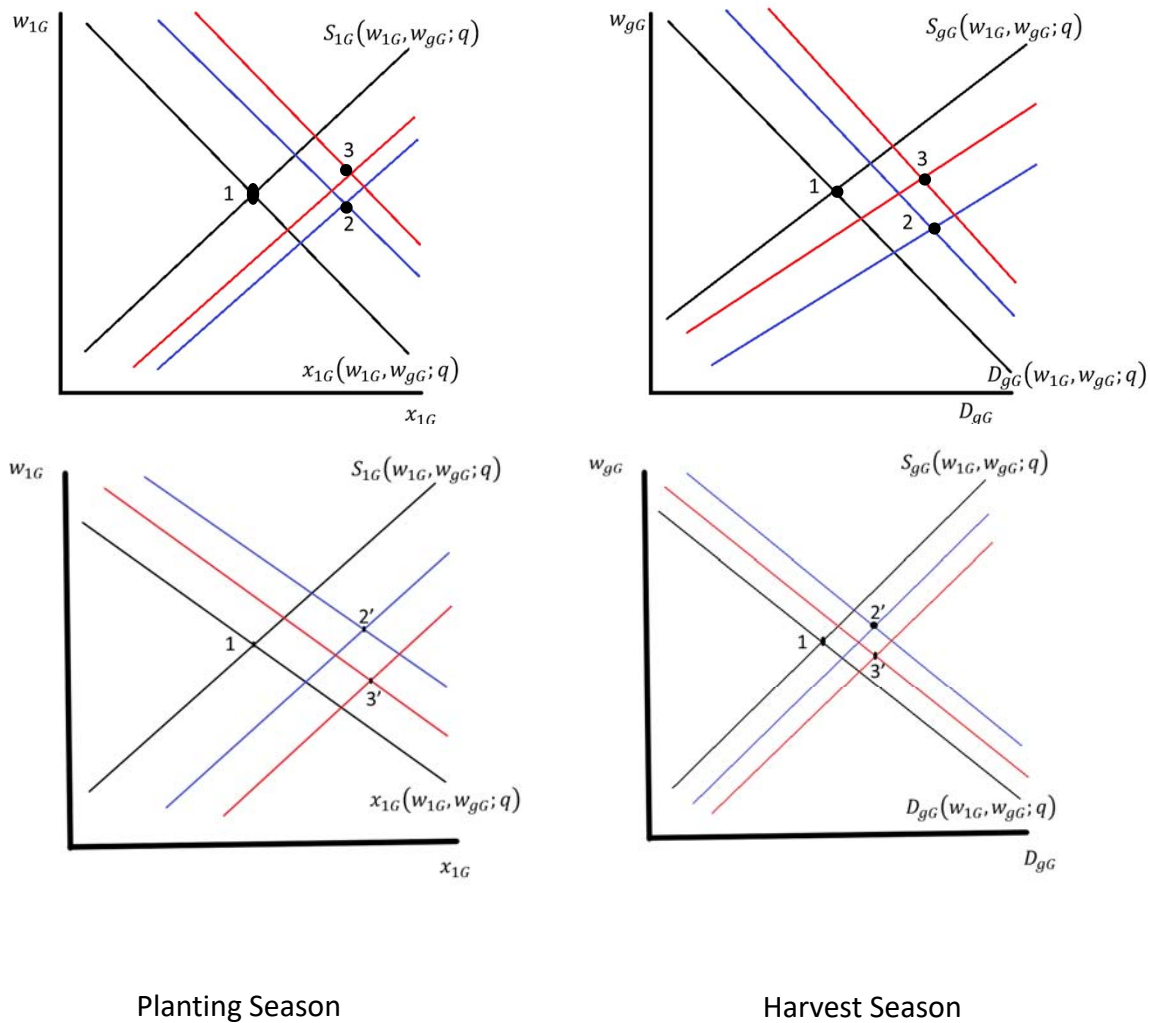 w₁G
S₁G(w₁G, wgG; q)
3
1
2
x₁G(w₁G, wgG; q)
x₁G
wgG
SgG(w₁G, wgG; q)
3
1
2
DgG(w₁G, wgG; q)
DgG
w₁G
S₁G(w₁G, wgG; q)
2′
1
3′
x₁G(w₁G, wgG; q)
x₁G
wgG
SgG(w₁G, wgG; q)
2′
1
3′
DgG(w₁G, wgG; q)
DgG
Planting Season
Harvest Season